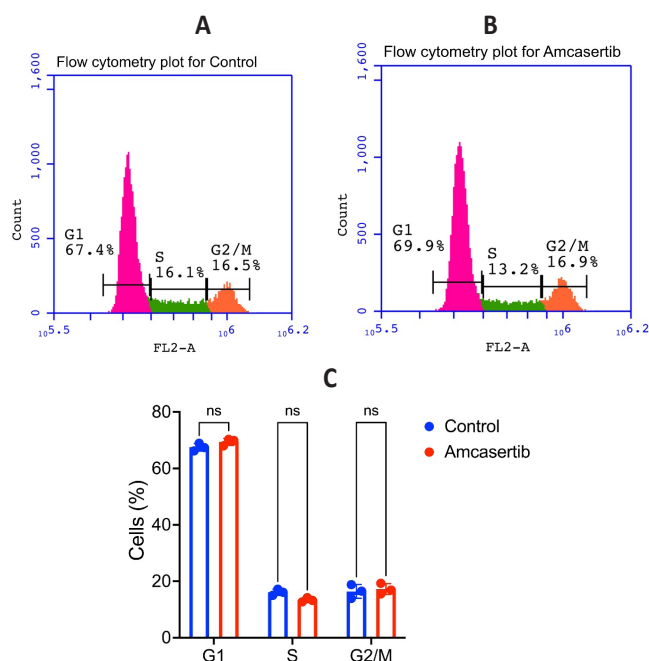 A
B
Flow cytometry plot for Control
Flow cytometry plot for Amcasertib
1,600
1,000
500
0
Count
G1
67.4%
S
16.1%
G2/M
16.5%
10^5.5
10^6
10^6.2
FL2-A
1,600
1,000
500
0
Count
G1
69.9%
S
13.2%
G2/M
16.9%
10^5.5
10^6
10^6.2
FL2-A
C
80
60
40
20
0
Cells (%)
ns
ns
ns
G1
S
G2/M
Control
Amcasertib